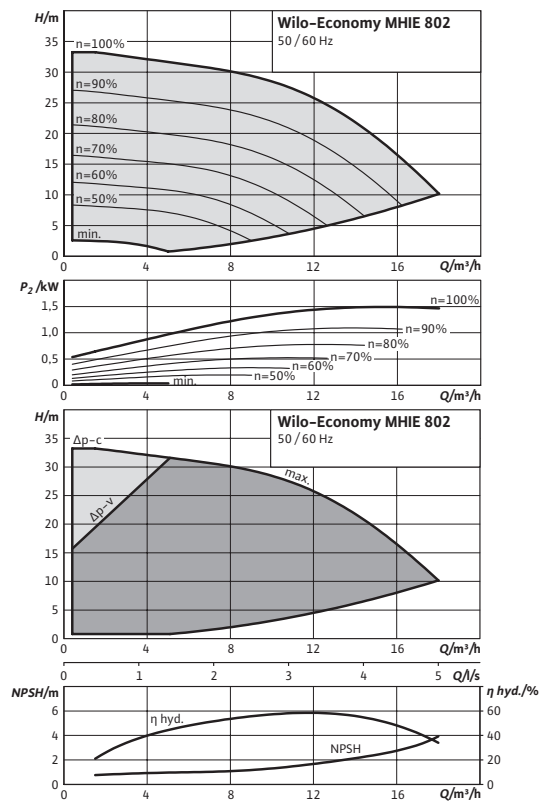 H/m
Wilo-Economy MHIE 802
50 / 60 Hz
35
30
25
20
15
10
5
0
n=100%
n=90%
n=80%
n=70%
n=60%
n=50%
min.
0 4 8 12 16 Q/m³/h
P2 /kW
1,5
1,0
0,5
0
n=100%
n=90%
n=80%
n=70%
n=60%
n=50%
min.
0 4 8 12 16 Q/m³/h
H/m
Wilo-Economy MHIE 802
50 / 60 Hz
35
30
25
20
15
10
5
0
Δp-c
Δp-v
max.
0 4 8 12 16 Q/m³/h
0 1 2 3 4 5 Q/l/s
NPSH/m
η hyd./%
6
4
2
0
η hyd.
NPSH
60
40
20
0
0 4 8 12 16 Q/m³/h